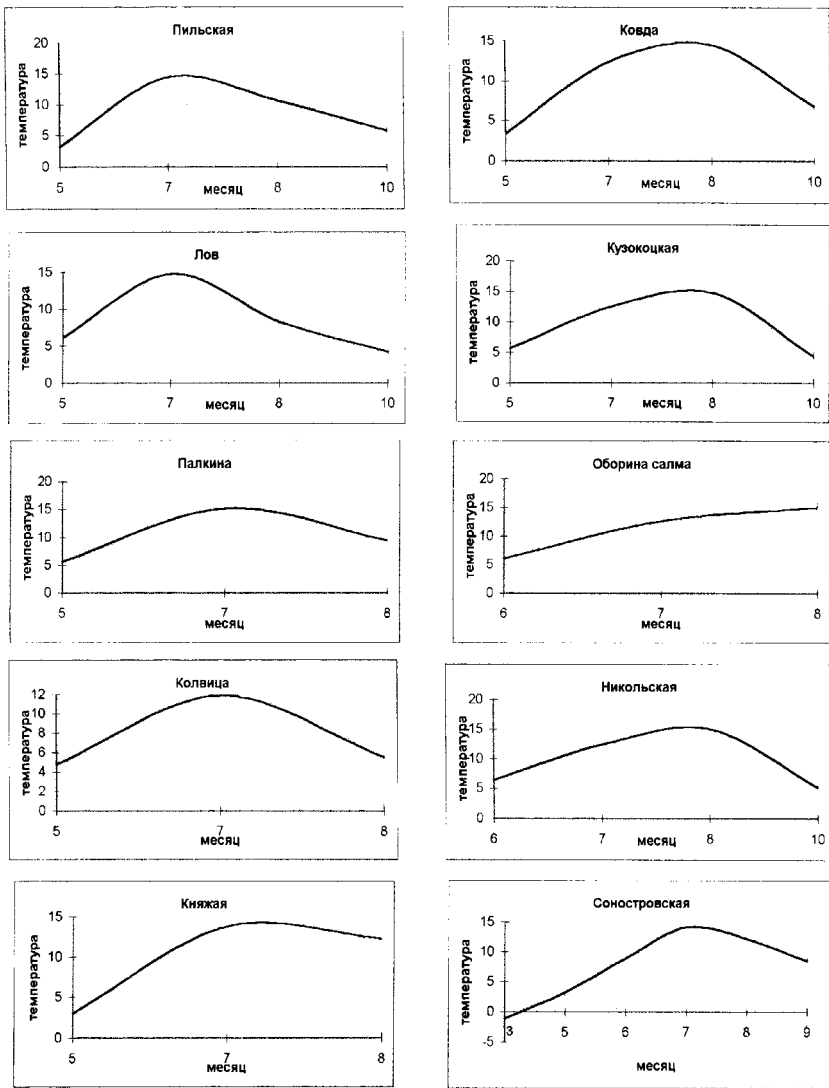 Пильская
температура
20
15
10
5
0
5 7 8 10
месяц
Ковда
температура
15
10
5
0
5 7 8 10
месяц
Лов
температура
15
10
5
0
5 7 8 10
месяц
Кузокоцкая
температура
20
15
10
5
0
5 7 8 10
месяц
Палкина
температура
20
15
10
5
0
5 7 8
месяц
Оборина салма
температура
20
15
10
5
0
6 7 8
месяц
Колвица
температура
12
10
8
6
4
2
0
5 7 8
месяц
Никольская
температура
20
15
10
5
0
6 7 8 10
месяц
Княжая
температура
15
10
5
0
5 7 8
месяц
Соностровская
температура
15
10
5
0
-5
3 5 6 7 8 9
месяц